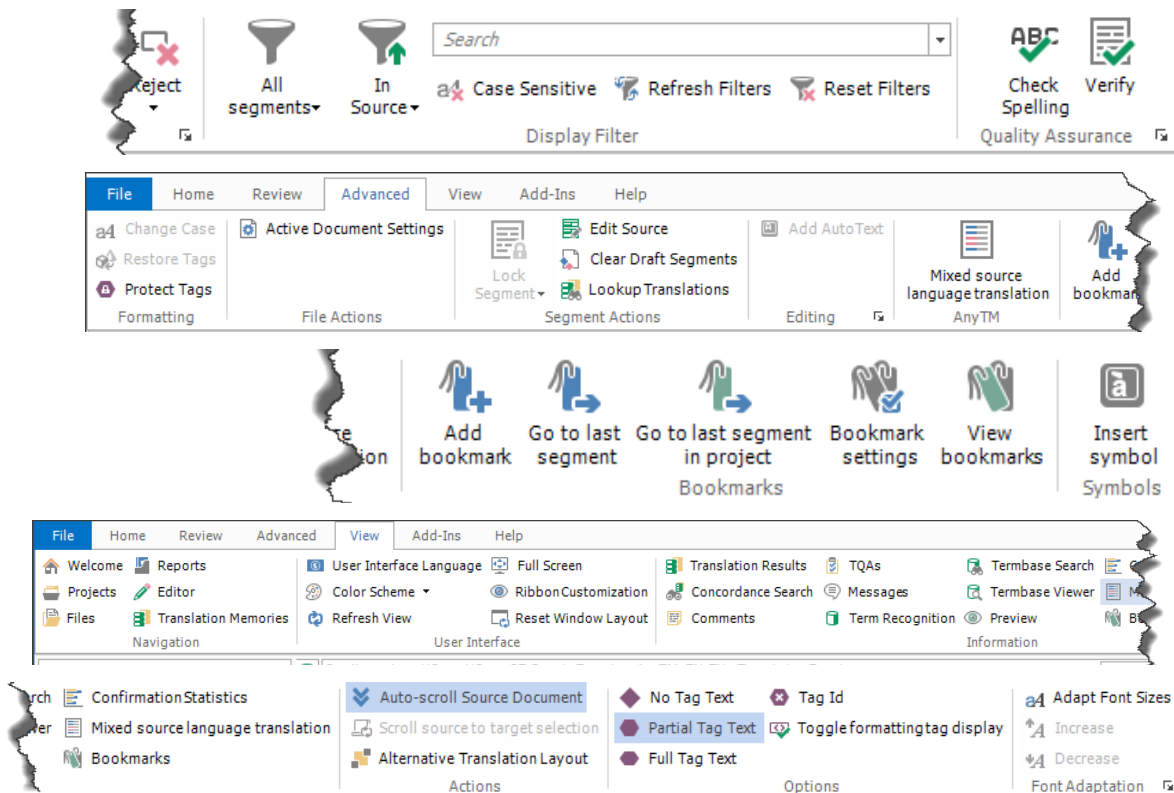 Reject
All segments
In Source
Search
Case Sensitive
Refresh Filters
Reset Filters
Display Filter
ABC
Check Spelling
Verify
Quality Assurance
File Home Review Advanced View Add-Ins Help
Change Case
Restore Tags
Protect Tags
Formatting
Active Document Settings
File Actions
Lock Segment
Edit Source
Clear Draft Segments
Lookup Translations
Segment Actions
Add AutoText
Editing
Mixed source
language translation
AnyTM
Add
bookmark
Add
bookmark
Go to last
segment
Go to last segment
in project
Bookmark
settings
View
bookmarks
Bookmarks
Insert
symbol
Symbols
File Home Review Advanced View Add-Ins Help
Welcome
Projects
Files
Reports
Editor
Translation Memories
Navigation
User Interface Language
Color Scheme
Refresh View
Full Screen
Ribbon Customization
Reset Window Layout
User Interface
Translation Results
Concordance Search
Comments
TQAs
Messages
Term Recognition
Termbase Search
Termbase Viewer
Preview
Information
Confirmation Statistics
Mixed source language translation
Bookmarks
Auto-scroll Source Document
Scroll source to target selection
Alternative Translation Layout
Actions
No Tag Text
Partial Tag Text
Full Tag Text
Tag Id
Toggle formatting tag display
Options
Adapt Font Sizes
Increase
Decrease
Font Adaptation